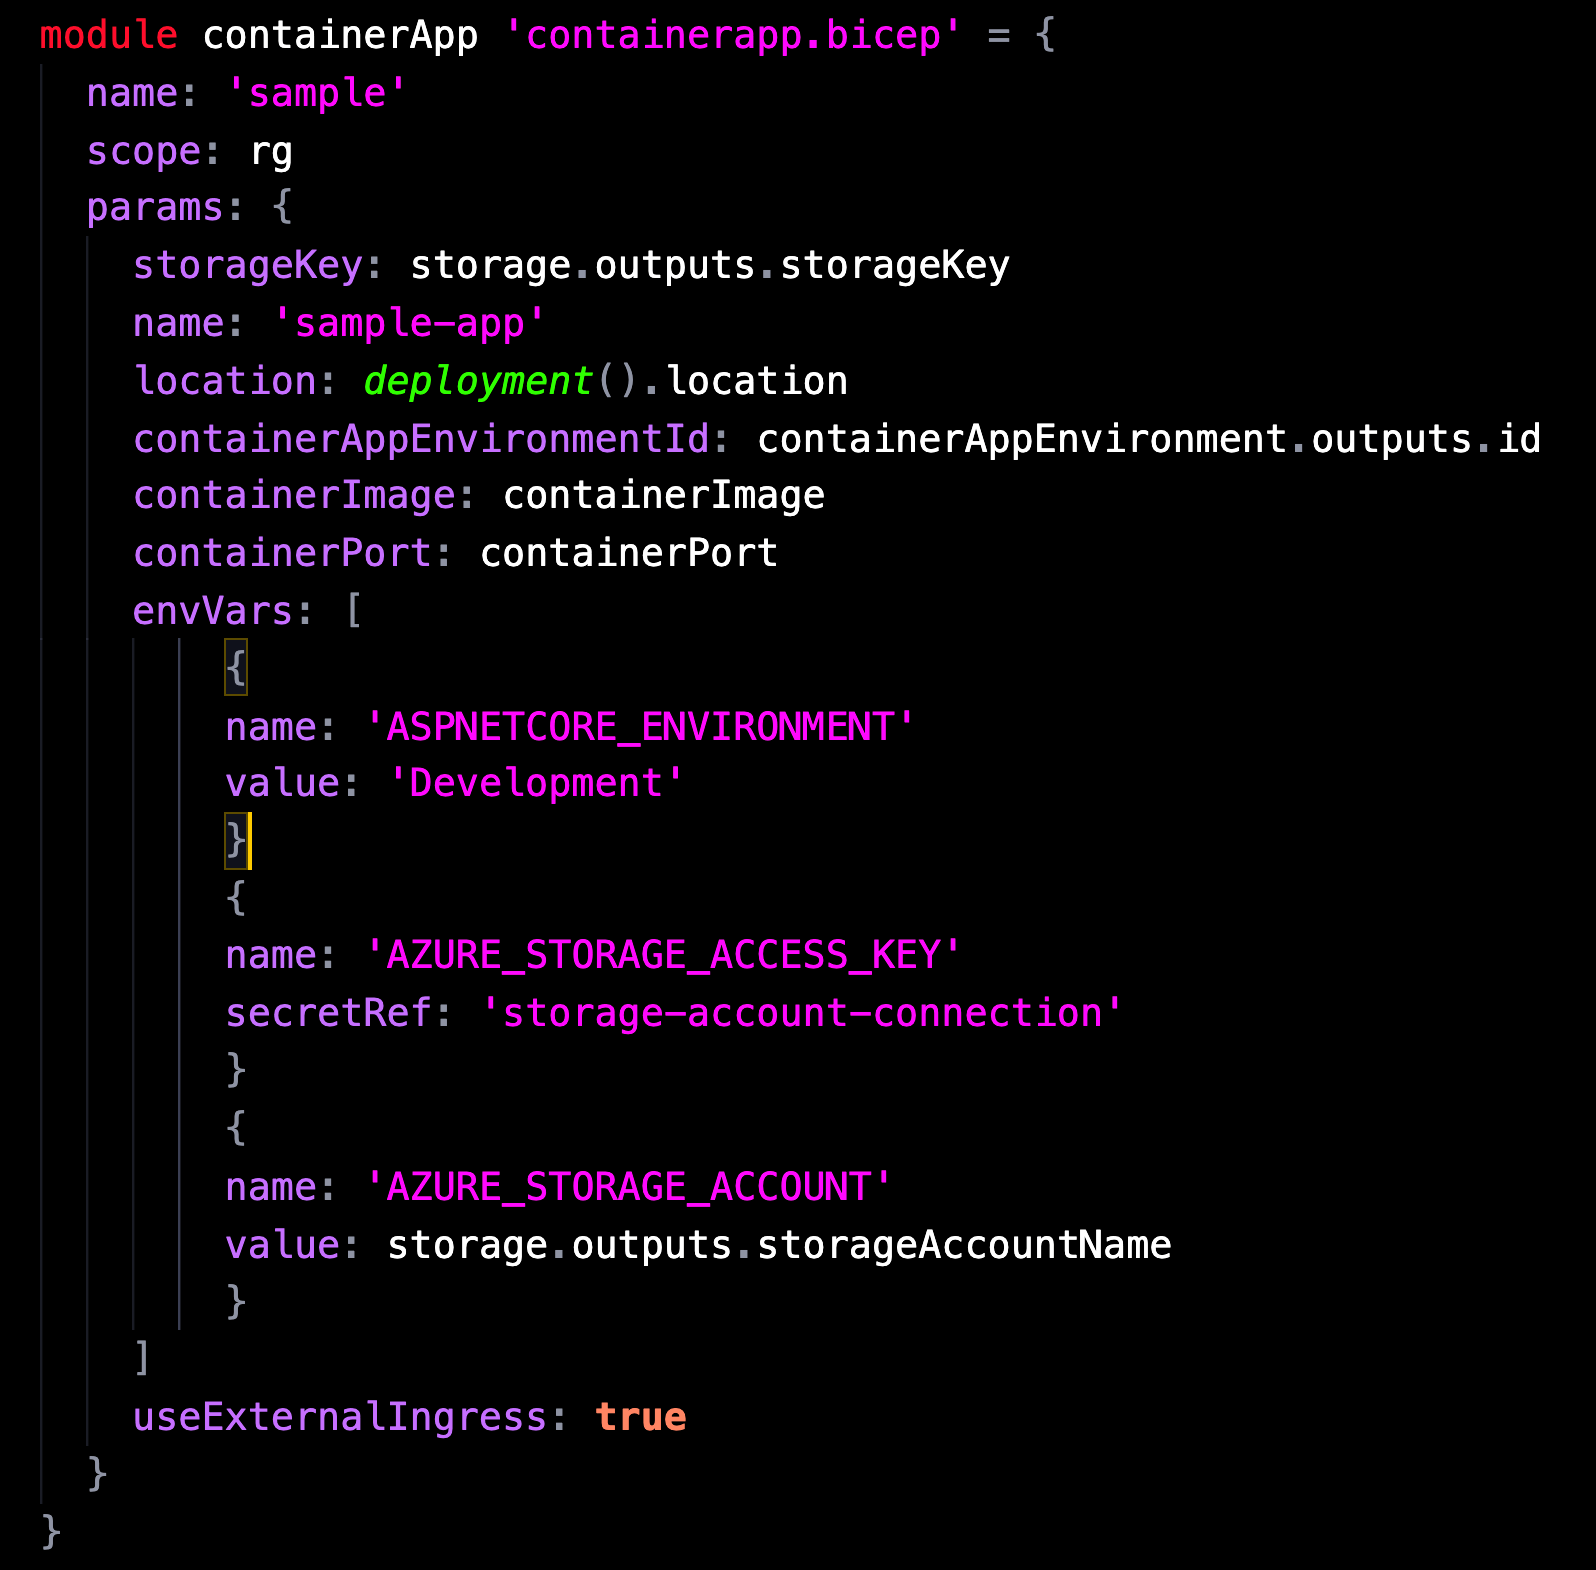 module containerApp 'containerapp.bicep' = {
  name: 'sample'
  scope: rg
  params: {
    storageKey: storage.outputs.storageKey
    name: 'sample-app'
    location: deployment().location
    containerAppEnvironmentId: containerAppEnvironment.outputs.id
    containerImage: containerImage
    containerPort: containerPort
    envVars: [
        {
        name: 'ASPNETCORE_ENVIRONMENT'
        value: 'Development'
        }
        {
        name: 'AZURE_STORAGE_ACCESS_KEY'
        secretRef: 'storage-account-connection'
        }
        {
        name: 'AZURE_STORAGE_ACCOUNT'
        value: storage.outputs.storageAccountName
        }
    ]
    useExternalIngress: true
  }
}